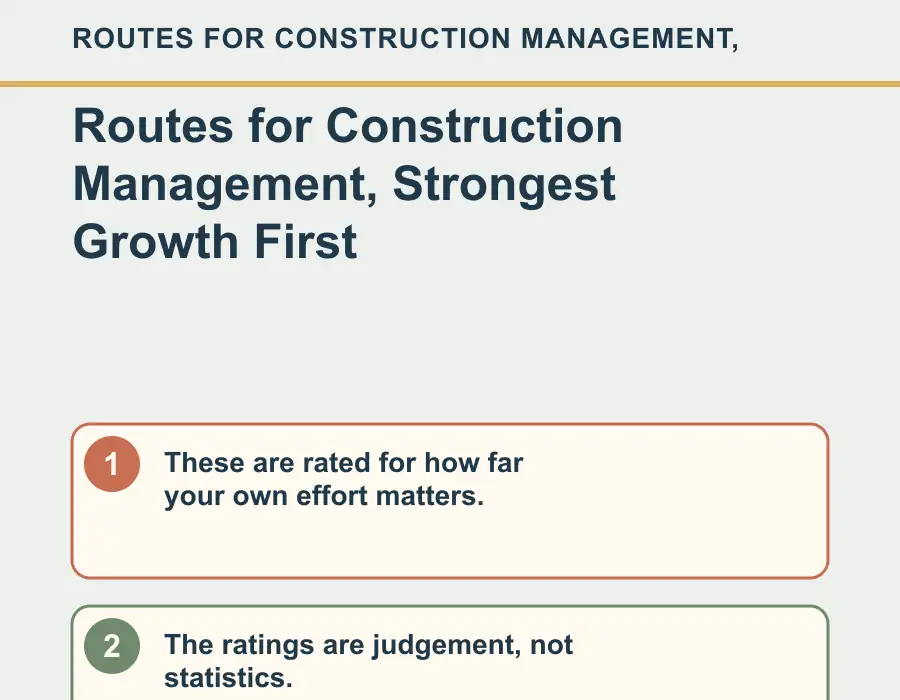 ROUTES FOR CONSTRUCTION MANAGEMENT,
Routes for Construction
Management, Strongest
Growth First
1
These are rated for how far
your own effort matters.
2
The ratings are judgement, not
statistics.